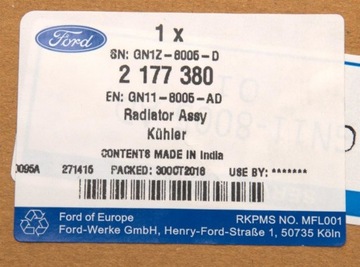 1 x
Ford
SN: GN1Z-8005-D
2 177 380
EN: GN11-8005-AD
Radiator Assy
Kühler
CONTENTS MADE IN India
0095A 271415 PACKED: 30OCT2016 USE BY: *******
Ford of Europe RKPMS NO. MFL001
Ford-Werke GmbH, Henry-Ford-Straße 1, 50735 Köln